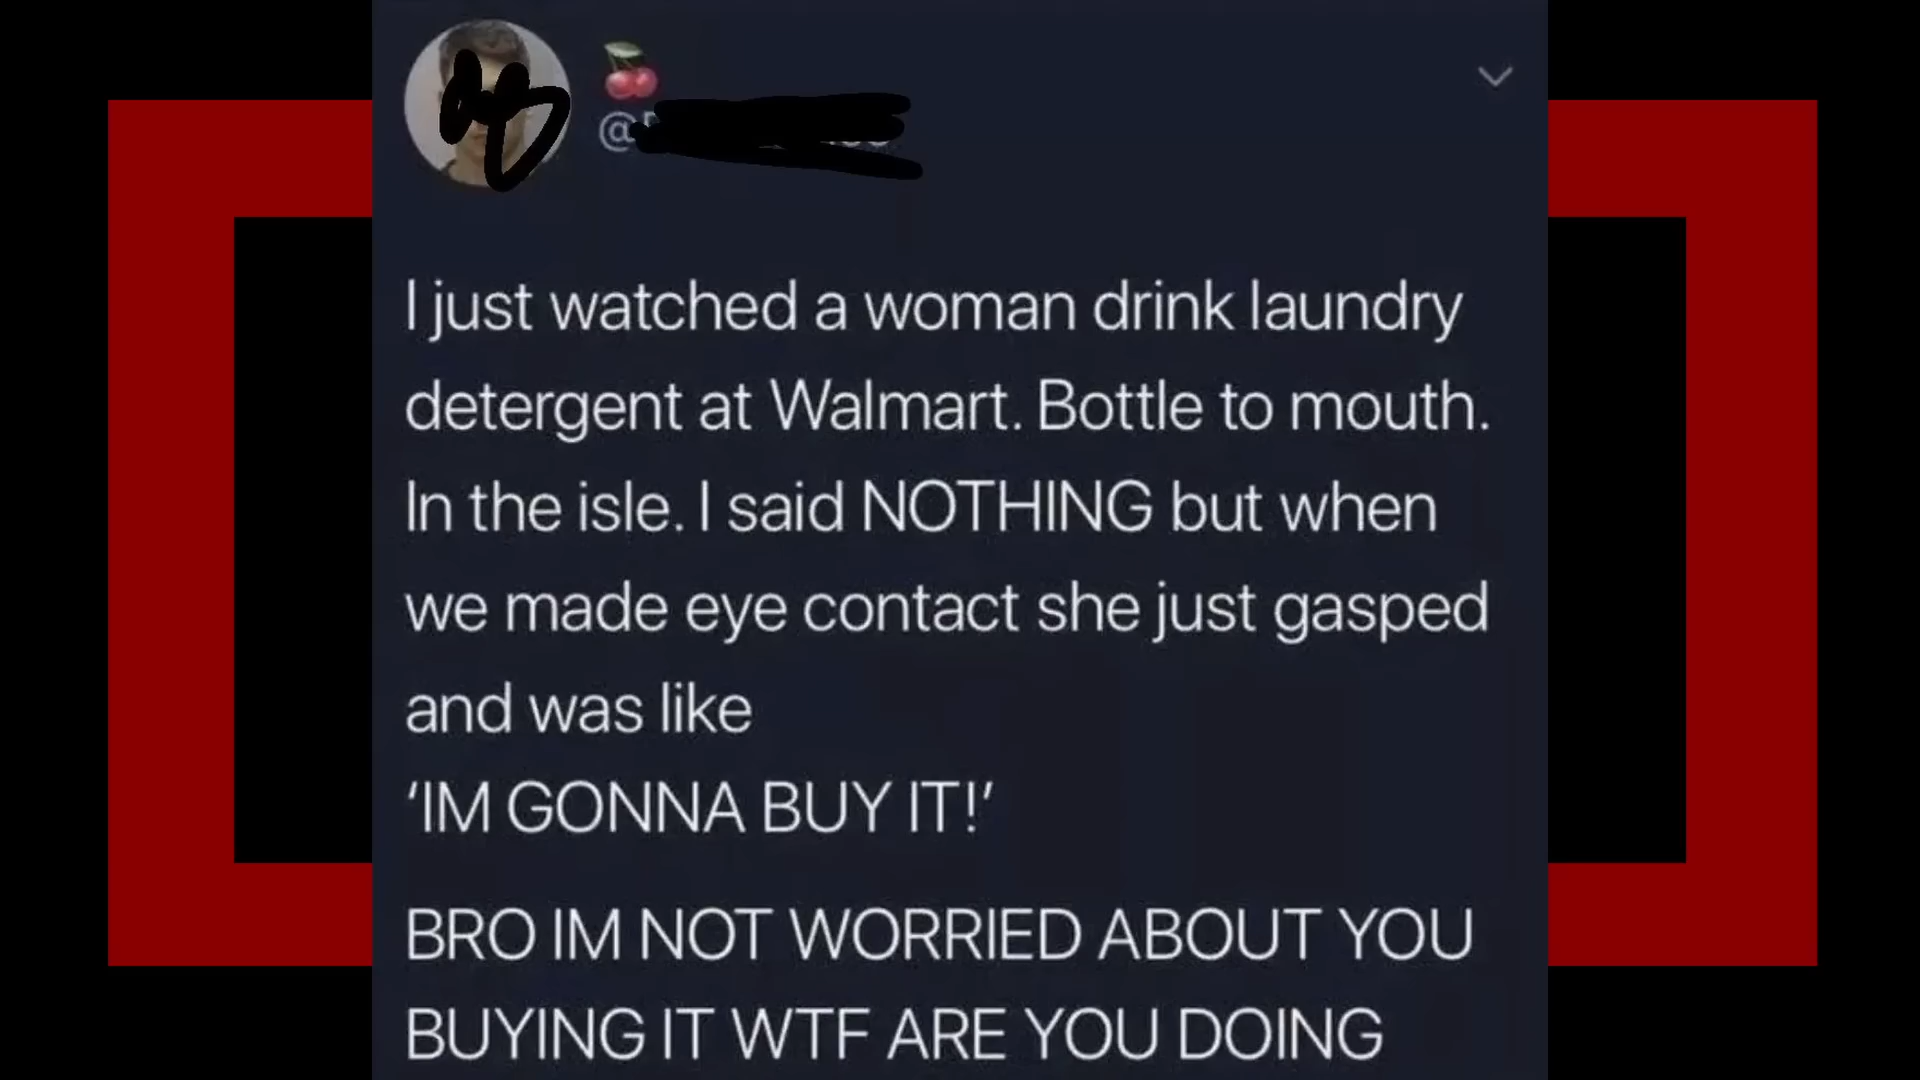 I just watched a woman drink laundry
detergent at Walmart. Bottle to mouth.
In the isle. I said NOTHING but when
we made eye contact she just gasped
and was like
‘IM GONNA BUY IT!’
BRO IM NOT WORRIED ABOUT YOU
BUYING IT WTF ARE YOU DOING